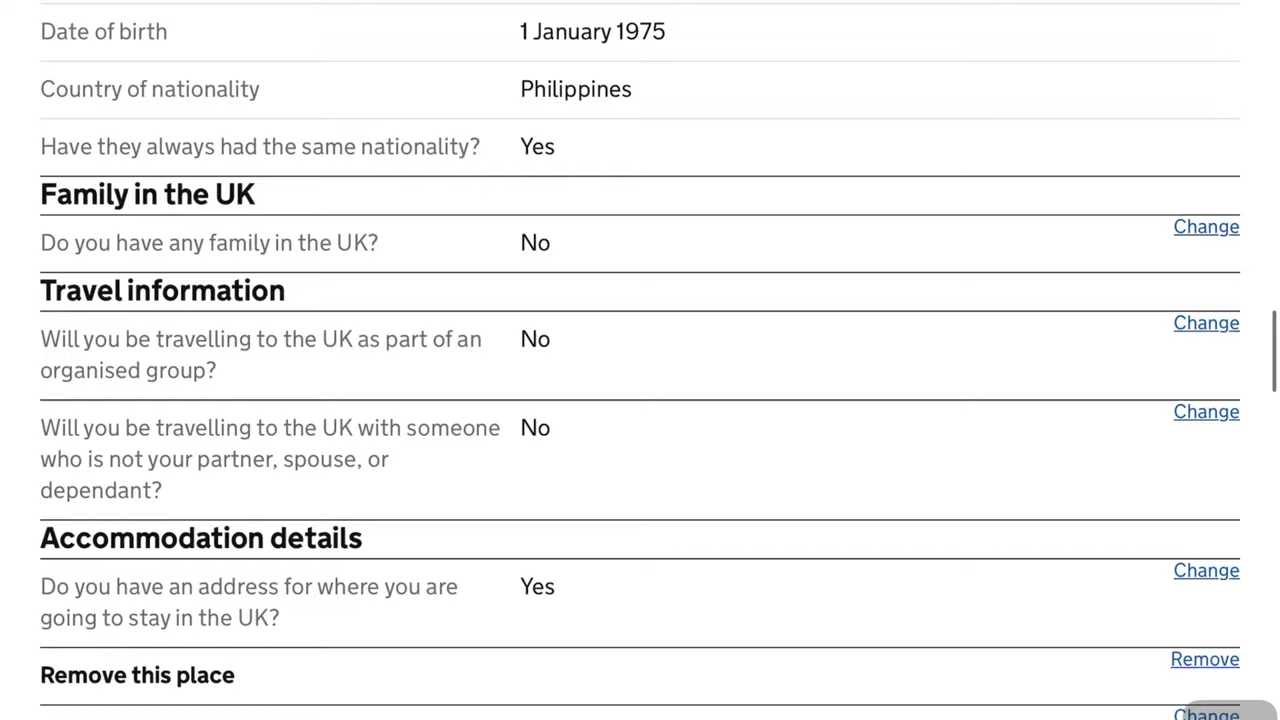 Date of birth 1 January 1975
Country of nationality Philippines
Have they always had the same nationality? Yes
Family in the UK
Change
Do you have any family in the UK? No
Travel information
Change
Will you be travelling to the UK as part of an No
organised group?
Change
Will you be travelling to the UK with someone No
who is not your partner, spouse, or
dependant?
Accommodation details
Change
Do you have an address for where you are Yes
going to stay in the UK?
Remove
Remove this place
Change